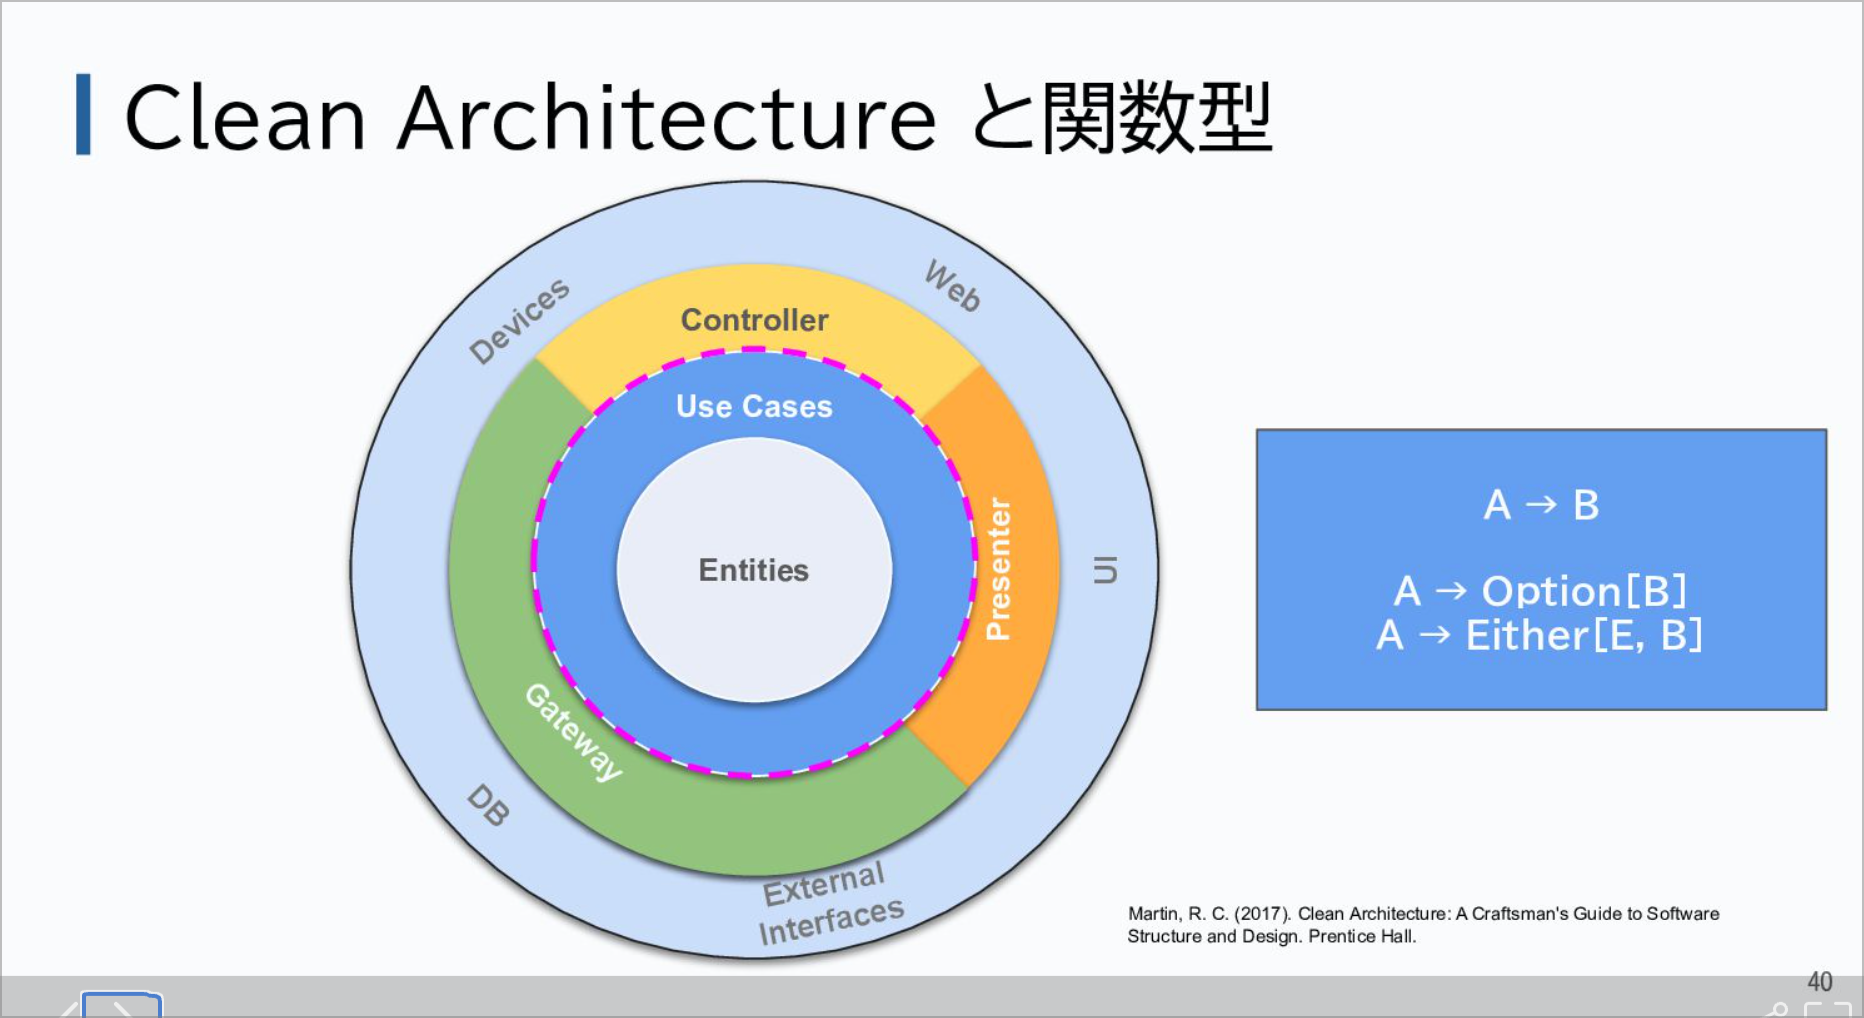 Clean Architecture と関数型
Devices
Web
Controller
Use Cases
Entities
Presenter
UI
Gateway
DB
External
Interfaces
A → B
A → Option[B]
A → Either[E, B]
Martin, R. C. (2017). Clean Architecture: A Craftsman's Guide to Software
Structure and Design. Prentice Hall.
40